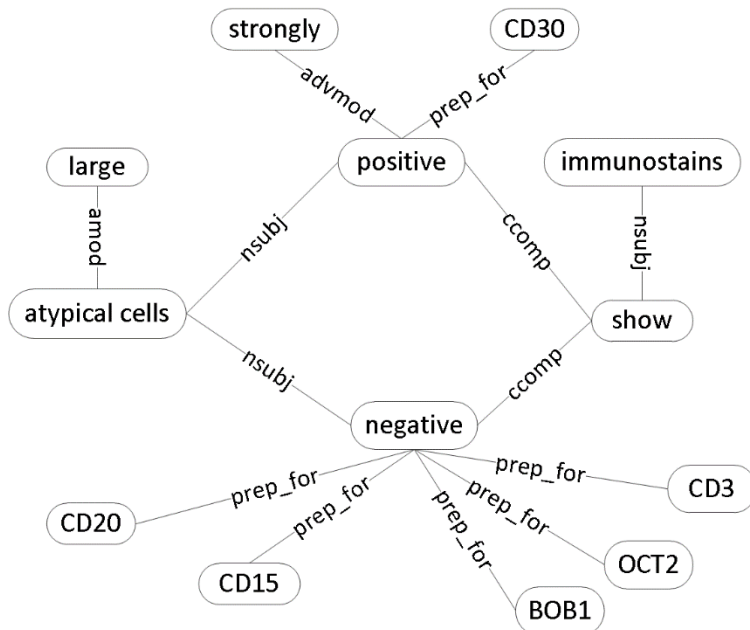 strongly
CD30
advmod
prep_for
large
positive
immunostains
amod
nsubj
ccomp
nsubj
atypical cells
show
nsubj
ccomp
negative
prep_for
prep_for
prep_for
prep_for
prep_for
CD3
CD20
OCT2
CD15
BOB1